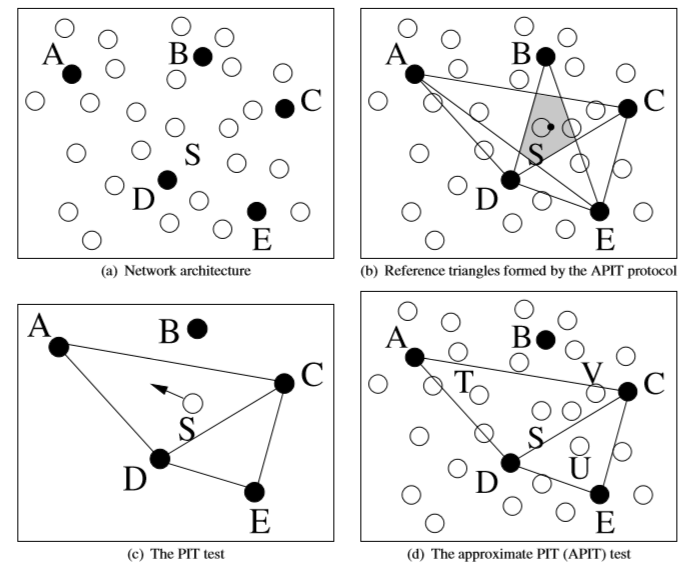 A
B
C
S
D
E
(a) Network architecture
A
B
C
S
D
E
(b) Reference triangles formed by the APIT protocol
A
B
C
S
D
E
(c) The PIT test
A
B
T
V
C
S
U
D
E
(d) The approximate PIT (APIT) test